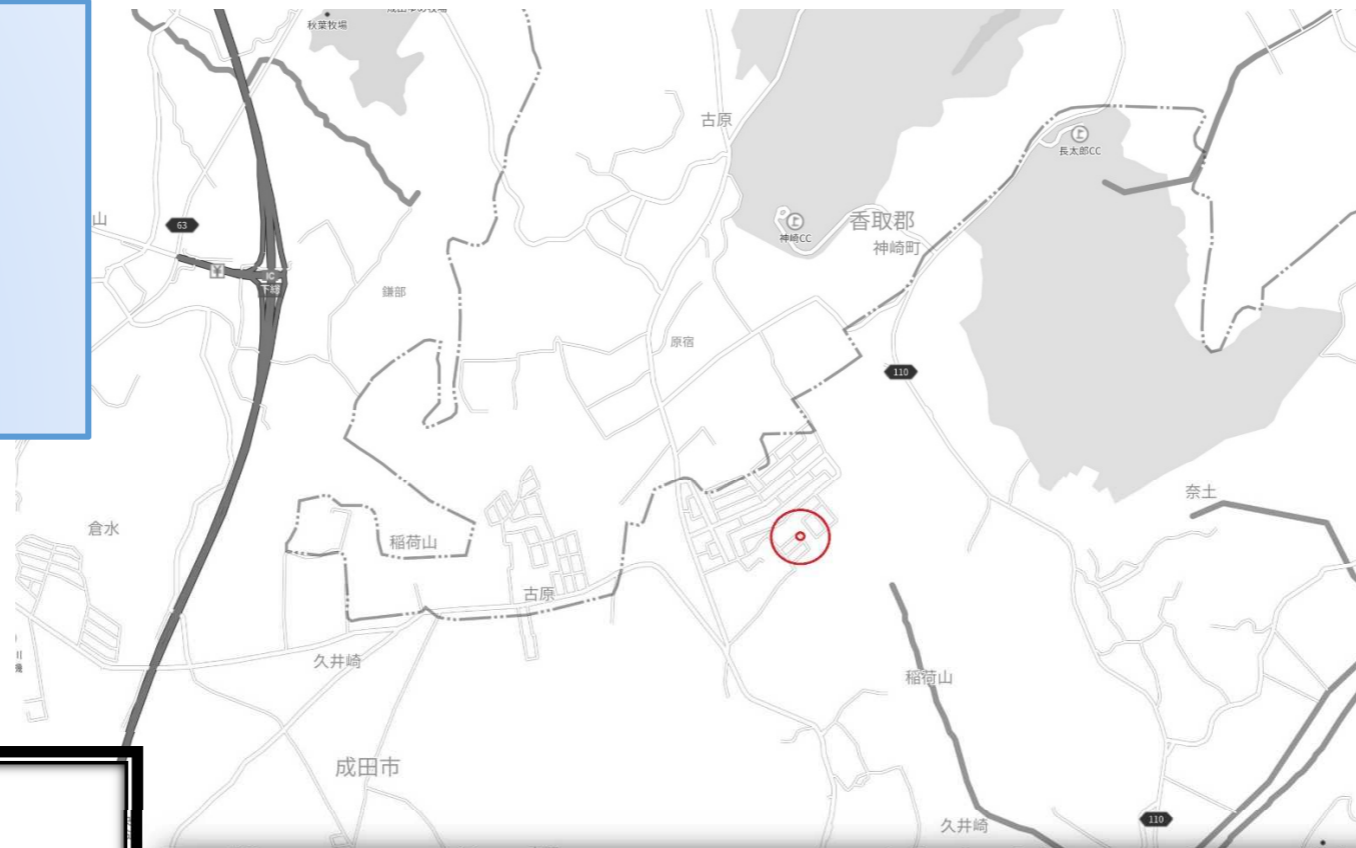 秋葉牧場
古原
長太郎CC
山
63
神崎CC
香取郡
神崎町
IC
下総
鎌部
原宿
110
奈土
倉水
稲荷山
古原
久井崎
稲荷山
成田市
久井崎
110